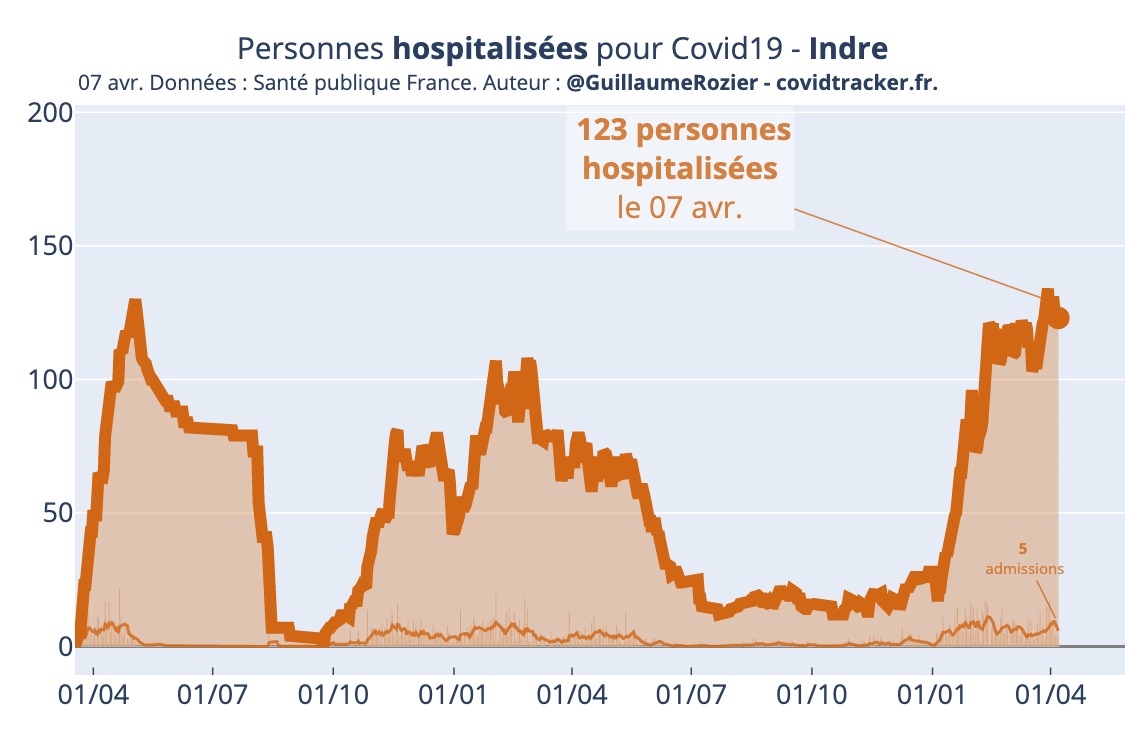 Personnes hospitalisées pour Covid19 - Indre
07 avr. Données : Santé publique France. Auteur : @GuillaumeRozier - covidtracker.fr.
200
123 personnes
hospitalisées
le 07 avr.
150
100
50
5
admissions
0
01/04 01/07 01/10 01/01 01/04 01/07 01/10 01/01 01/04